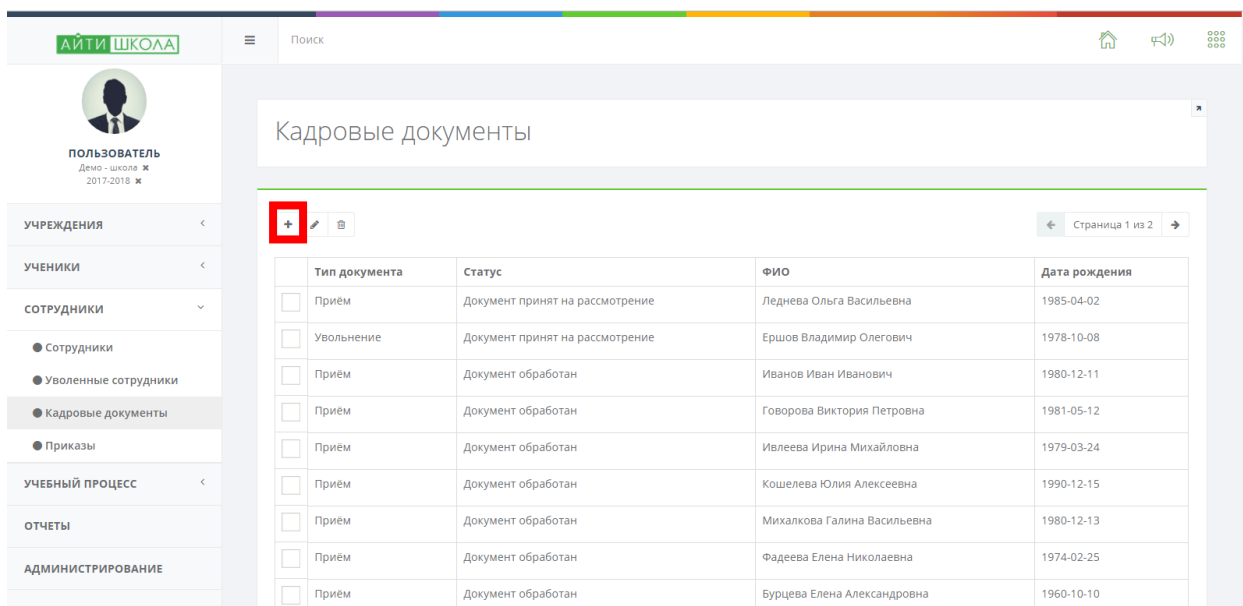 АЙТИ ШКОЛА
Поиск
ПОЛЬЗОВАТЕЛЬ
Демо - школа ✖
2017-2018 ✖
УЧРЕЖДЕНИЯ
УЧЕНИКИ
СОТРУДНИКИ
Сотрудники
Уволенные сотрудники
Кадровые документы
Приказы
УЧЕБНЫЙ ПРОЦЕСС
ОТЧЕТЫ
АДМИНИСТРИРОВАНИЕ
Кадровые документы
Страница 1 из 2
Тип документа Статус ФИО Дата рождения
Приём Документ принят на рассмотрение Леднева Ольга Васильевна 1985-04-02
Увольнение Документ принят на рассмотрение Ершов Владимир Олегович 1978-10-08
Приём Документ обработан Иванов Иван Иванович 1980-12-11
Приём Документ обработан Говорова Виктория Петровна 1981-05-12
Приём Документ обработан Ивлеева Ирина Михайловна 1979-03-24
Приём Документ обработан Кошелева Юлия Алексеевна 1990-12-15
Приём Документ обработан Михалкова Галина Васильевна 1980-12-13
Приём Документ обработан Фадеева Елена Николаевна 1974-02-25
Приём Документ обработан Бурцева Елена Александровна 1960-10-10